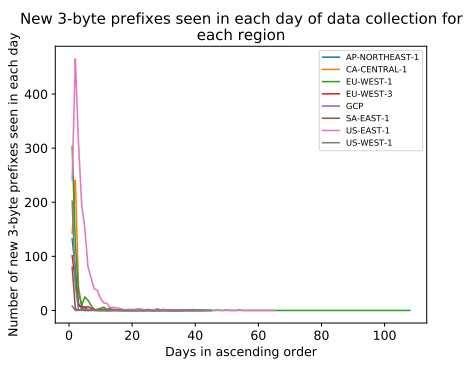 New 3-byte prefixes seen in each day of data collection for
each region
Number of new 3-byte prefixes seen in each day
400
300
200
100
0
AP-NORTHEAST-1
CA-CENTRAL-1
EU-WEST-1
EU-WEST-3
GCP
SA-EAST-1
US-EAST-1
US-WEST-1
0 20 40 60 80 100
Days in ascending order